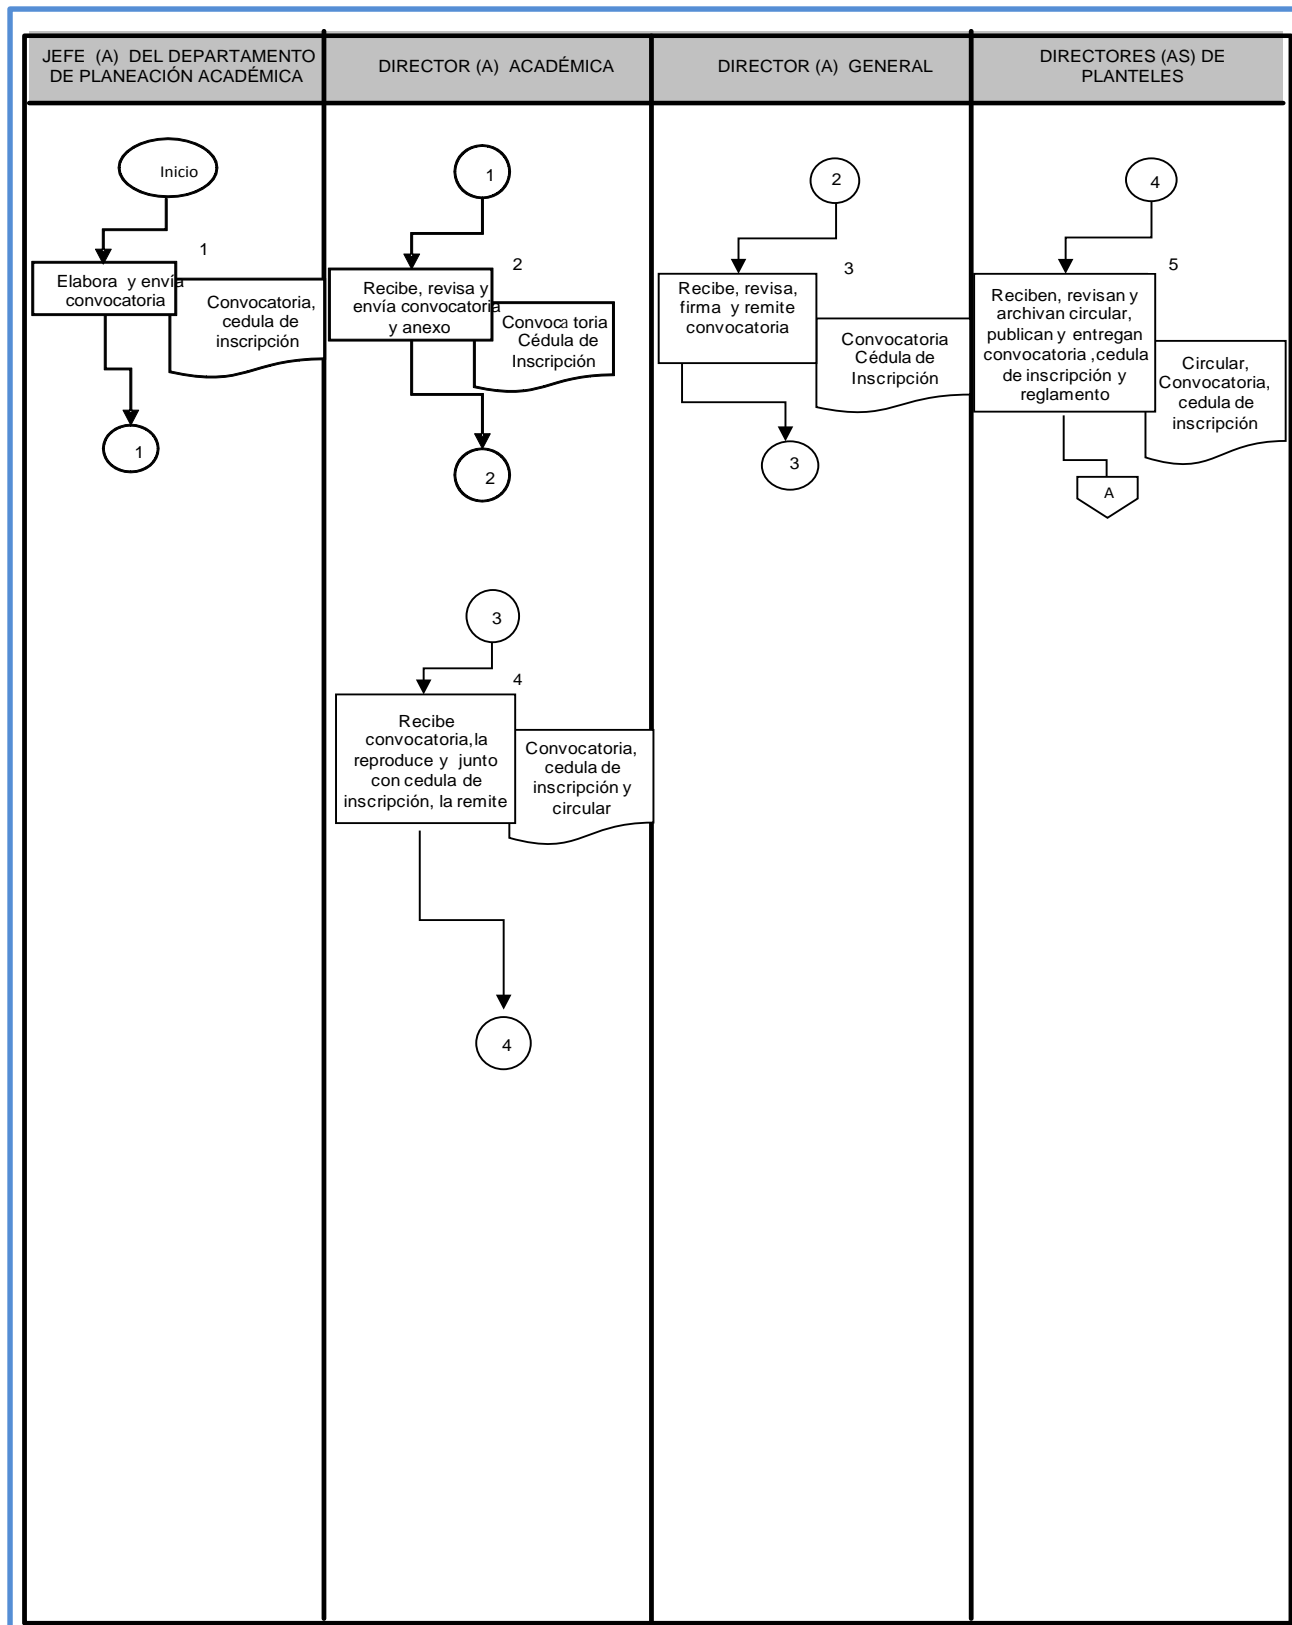 JEFE (A) DEL DEPARTAMENTO
DE PLANEACIÓN ACADÉMICA
DIRECTOR (A) ACADÉMICA
DIRECTOR (A) GENERAL
DIRECTORES (AS) DE
PLANTELES
Inicio
1
Elabora y envía
convocatoria
Convocatoria,
cedula de
inscripción
1
1
2
Recibe, revisa y
envía convocatoria
y anexo
Convocatoria
Cédula de
Inscripción
2
3
4
Recibe
convocatoria,la
reproduce y junto
con cedula de
inscripción, la remite
Convocatoria,
cedula de
inscripción y
circular
4
2
3
Recibe, revisa,
firma y remite
convocatoria
Convocatoria
Cédula de
Inscripción
3
4
5
Reciben, revisan y
archivan circular,
publican y entregan
convocatoria ,cedula
de inscripción y
reglamento
Circular,
Convocatoria,
cedula de
inscripción
A